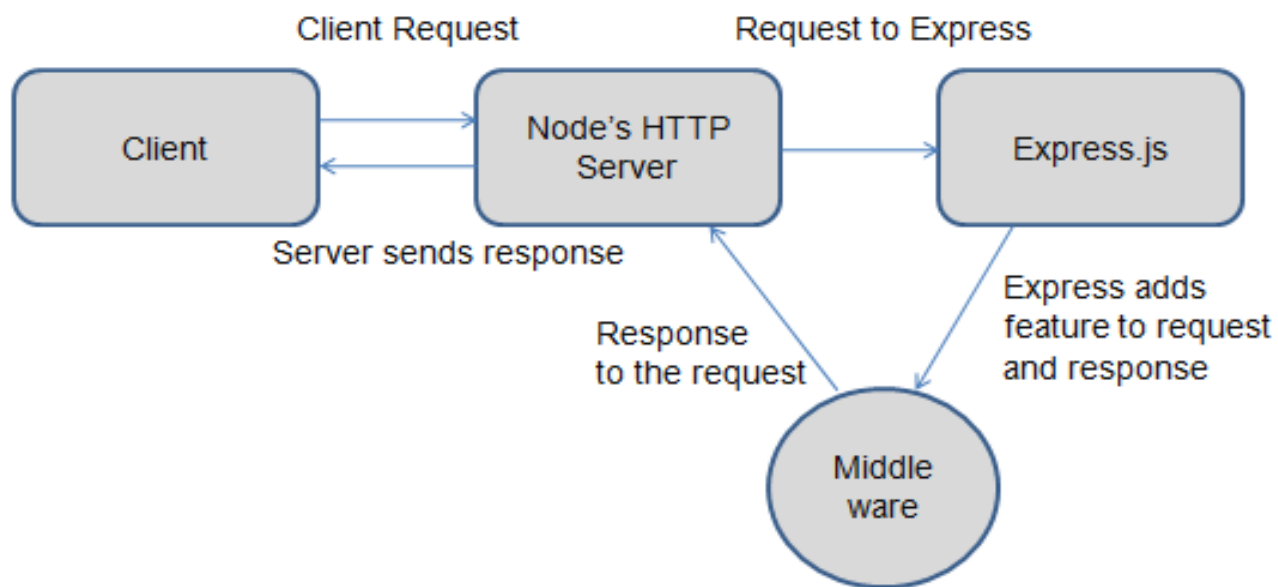 Client Request
Request to Express
Client
Node’s HTTP
Server
Express.js
Server sends response
Response
to the request
Express adds
feature to request
and response
Middle
ware